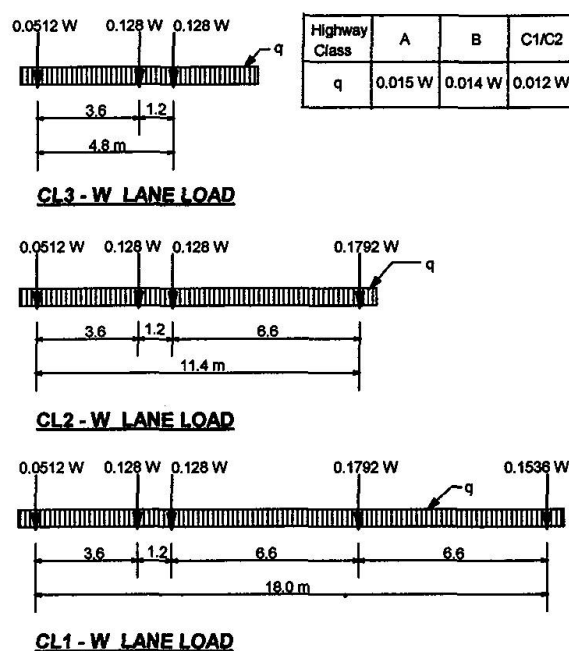 0.0512 W 0.128 W 0.128 W
q
3.6 1.2
4.8 m
CL3 - W LANE LOAD
Highway Class A B C1/C2
q 0.015 W 0.014 W 0.012 W
0.0512 W 0.128 W 0.128 W 0.1792 W
q
3.6 1.2 6.6
11.4 m
CL2 - W LANE LOAD
0.0512 W 0.128 W 0.128 W 0.1792 W 0.1536 W
q
3.6 1.2 6.6 6.6
18.0 m
CL1 - W LANE LOAD